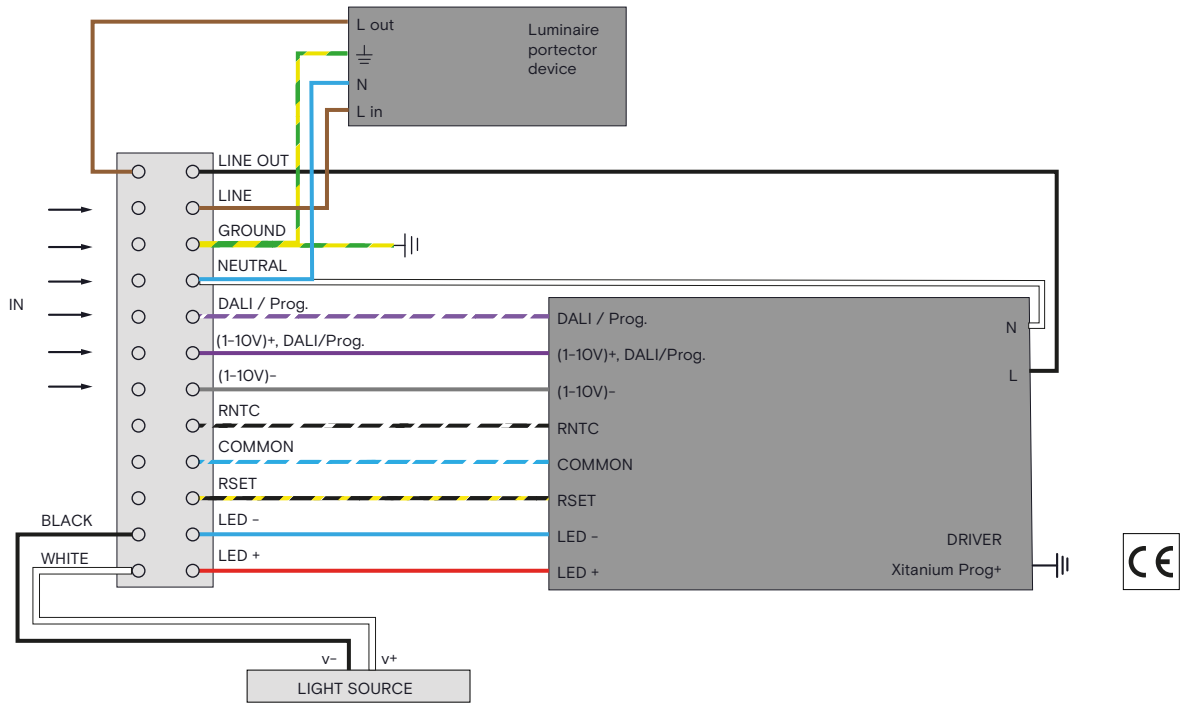 L out
Luminaire
portector
device
N
L in
LINE OUT
LINE
GROUND
NEUTRAL
IN
DALI / Prog.
(1-10V)+, DALI/Prog.
(1-10V)-
RNTC
COMMON
RSET
LED -
LED +
DALI / Prog.
(1-10V)+, DALI/Prog.
(1-10V)-
RNTC
COMMON
RSET
LED -
LED +
N
L
DRIVER
Xitanium Prog+
BLACK
WHITE
v- v+
LIGHT SOURCE
CE